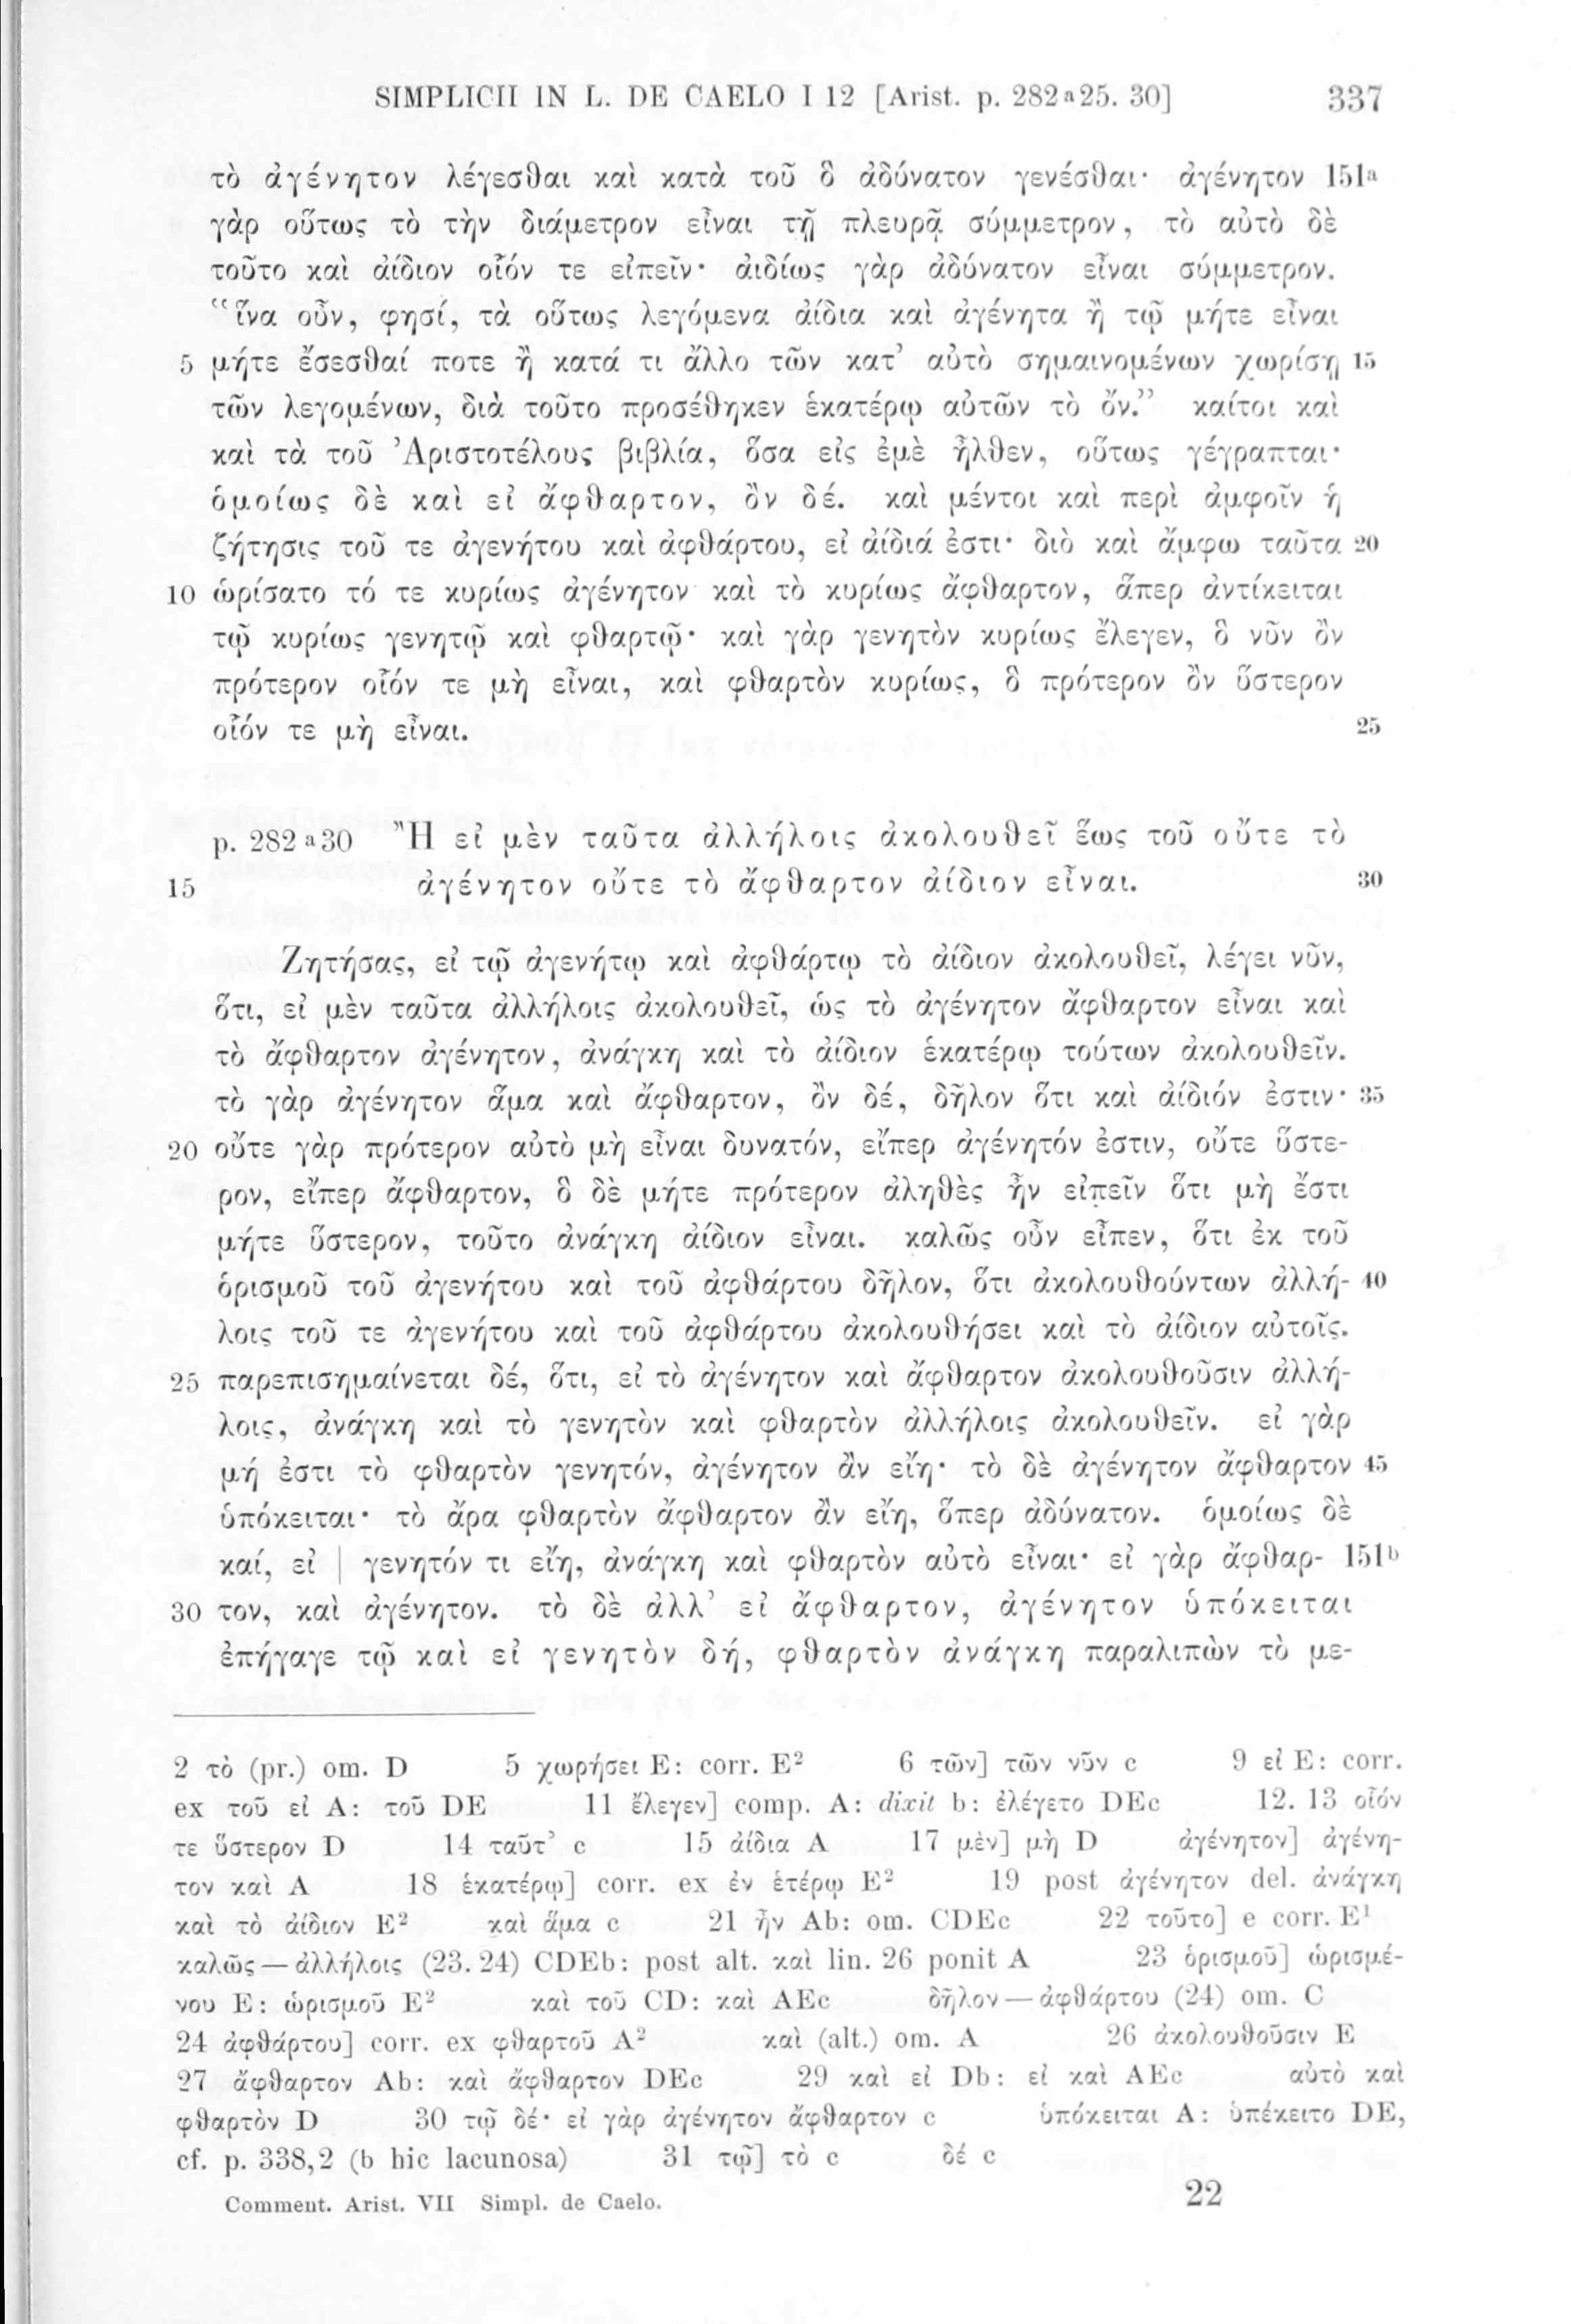 SIMPLICII IN L. DE CAELO I 12 [Arist. p. 282 a 25. 30] 337
τὸ ἀγένητον λέγεσθαι καὶ κατὰ τοῦ ὃ ἀδύνατον γενέσθαι· ἀγένητον 151a
γὰρ οὕτως τὸ τὴν διάμετρον εἶναι τῇ πλευρᾷ σύμμετρον, τὸ αὐτὸ δὲ
τοῦτο καὶ ἀίδιον οἷόν τε εἰπεῖν· ἀιδίως γὰρ ἀδύνατον εἶναι σύμμετρον.
“ἵνα οὖν, φησί, τὰ οὕτως λεγόμενα ἀίδια καὶ ἀγένητα ἢ τῷ μήτε εἶναι
5 μήτε ἔσεσθαί ποτε ἢ κατά τι ἄλλο τῶν κατ’ αὐτὸ σημαινομένων χωρίσῃ 15
τῶν λεγομένων, διὰ τοῦτο προσέθηκεν ἑκατέρῳ αὐτῶν τὸ ὄν.” καίτοι καὶ
καὶ τὰ τοῦ Ἀριστοτέλους βιβλία, ὅσα εἰς ἐμὲ ἦλθεν, οὕτως γέγραπται·
ὁμοίως δὲ καὶ εἰ ἄφθαρτον, ὂν δέ. καὶ μέντοι καὶ περὶ ἀμφοῖν ἡ
ζήτησις τοῦ τε ἀγενήτου καὶ ἀφθάρτου, εἰ ἀίδιά ἐστι· διὸ καὶ ἄμφω ταῦτα 20
10 ὡρίσατο τό τε κυρίως ἀγένητον καὶ τὸ κυρίως ἄφθαρτον, ἅπερ ἀντίκειται
τῷ κυρίως γενητῷ καὶ φθαρτῷ· καὶ γὰρ γενητὸν κυρίως ἔλεγεν, ὃ νῦν ὂν
πρότερον οἷόν τε μὴ εἶναι, καὶ φθαρτὸν κυρίως, ὃ πρότερον ὂν ὕστερον
οἷόν τε μὴ εἶναι. 25
p. 282 a 30 Ἢ εἰ μὲν ταῦτα ἀλλήλοις ἀκολουθεῖ ἕως τοῦ οὔτε τὸ
15 ἀγένητον οὔτε τὸ ἄφθαρτον ἀίδιον εἶναι. 30
Ζητήσας, εἰ τῷ ἀγενήτῳ καὶ ἀφθάρτῳ τὸ ἀίδιον ἀκολουθεῖ, λέγει νῦν,
ὅτι, εἰ μὲν ταῦτα ἀλλήλοις ἀκολουθεῖ, ὡς τὸ ἀγένητον ἄφθαρτον εἶναι καὶ
τὸ ἄφθαρτον ἀγένητον, ἀνάγκη καὶ τὸ ἀίδιον ἑκατέρῳ τούτων ἀκολουθεῖν.
τὸ γὰρ ἀγένητον ἅμα καὶ ἄφθαρτον, ὂν δέ, δῆλον ὅτι καὶ ἀίδιόν ἐστιν· 35
20 οὔτε γὰρ πρότερον αὐτὸ μὴ εἶναι δυνατόν, εἴπερ ἀγένητόν ἐστιν, οὔτε ὕστε-
ρον, εἴπερ ἄφθαρτον, ὃ δὲ μήτε πρότερον ἀληθὲς ἦν εἰπεῖν ὅτι μὴ ἔστι
μήτε ὕστερον, τοῦτο ἀνάγκη ἀίδιον εἶναι. καλῶς οὖν εἶπεν, ὅτι ἐκ τοῦ
ὁρισμοῦ τοῦ ἀγενήτου καὶ τοῦ ἀφθάρτου δῆλον, ὅτι ἀκολουθούντων ἀλλή- 40
λοις τοῦ τε ἀγενήτου καὶ τοῦ ἀφθάρτου ἀκολουθήσει καὶ τὸ ἀίδιον αὐτοῖς.
25 παρεπισημαίνεται δέ, ὅτι, εἰ τὸ ἀγένητον καὶ ἄφθαρτον ἀκολουθοῦσιν ἀλλή-
λοις, ἀνάγκη καὶ τὸ γενητὸν καὶ φθαρτὸν ἀλλήλοις ἀκολουθεῖν. εἰ γὰρ
μή ἐστι τὸ φθαρτὸν γενητόν, ἀγένητον ἂν εἴη· τὸ δὲ ἀγένητον ἄφθαρτον 45
ὑπόκειται· τὸ ἄρα φθαρτὸν ἄφθαρτον ἂν εἴη, ὅπερ ἀδύνατον. ὁμοίως δὲ
καί, εἰ | γενητόν τι εἴη, ἀνάγκη καὶ φθαρτὸν αὐτὸ εἶναι· εἰ γὰρ ἄφθαρ- 151b
30 τον, καὶ ἀγένητον. τὸ δὲ ἀλλ’ εἰ ἄφθαρτον, ἀγένητον ὑπόκειται
ἐπήγαγε τῷ καὶ εἰ γενητὸν δή, φθαρτὸν ἀνάγκη παραλιπὼν τὸ με-
2 τὸ (pr.) om. D 5 χωρήσει E: corr. E² 6 τῶν] τῶν νῦν c 9 εἰ E: corr.
ex τοῦ εἰ A: τοῦ DE 11 ἔλεγεν] comp. A: dixit b: ἐλέγετο DEc 12. 13 οἷόν
τε ὕστερον D 14 ταῦτ’ c 15 ἀίδια A 17 μὲν] μὴ D ἀγένητον] ἀγένη-
τον καὶ A 18 ἑκατέρῳ] corr. ex ἐν ἑτέρῳ E² 19 post ἀγένητον del. ἀνάγκη
καὶ τὸ ἀίδιον E² καὶ ἅμα c 21 ἦν Ab: om. CDEc 22 τοῦτο] e corr. E¹
καλῶς — ἀλλήλοις (23. 24) CDEb: post alt. καὶ lin. 26 ponit A 23 ὁρισμοῦ] ὡρισμέ-
νου E: ὡρισμοῦ E² καὶ τοῦ CD: καὶ AEc δῆλον — ἀφθάρτου (24) om. C
24 ἀφθάρτου] corr. ex φθαρτοῦ A² καὶ (alt.) om. A 26 ἀκολουθοῦσιν E
27 ἄφθαρτον Ab: καὶ ἄφθαρτον DEc 29 καὶ εἰ Db: εἰ καὶ AEc αὐτὸ καὶ
φθαρτὸν D 30 τῷ δέ· εἰ γὰρ ἀγένητον ἄφθαρτον c ὑπόκειται A: ὑπέκειτο DE,
cf. p. 338,2 (b hic lacunosa) 31 τῷ] τὸ c δέ c
Comment. Arist. VII Simpl. de Caelo. 22